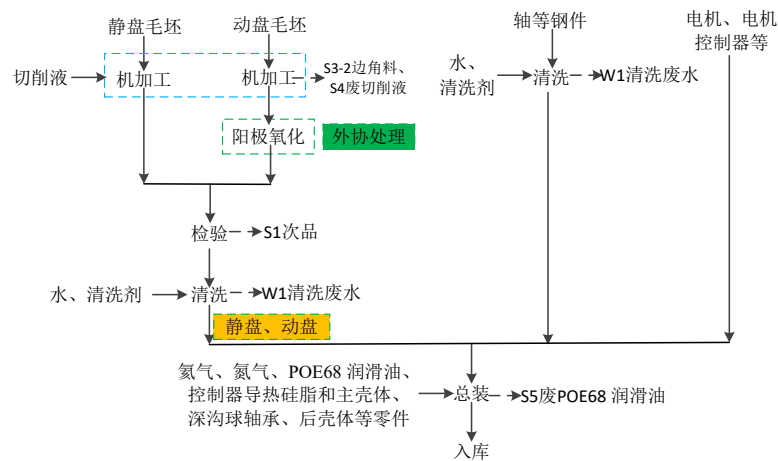 静盘毛坯
动盘毛坯
轴等钢件
电机、电机
控制器等
切削液
机加工
机加工
S3-2边角料、
S4废切削液
水、
清洗剂
清洗
W1清洗废水
阳极氧化
外协处理
检验
S1次品
水、清洗剂
清洗
W1清洗废水
静盘、动盘
氦气、氮气、POE68 润滑油、
控制器导热硅脂和主壳体、
深沟球轴承、后壳体等零件
总装
S5废POE68 润滑油
入库